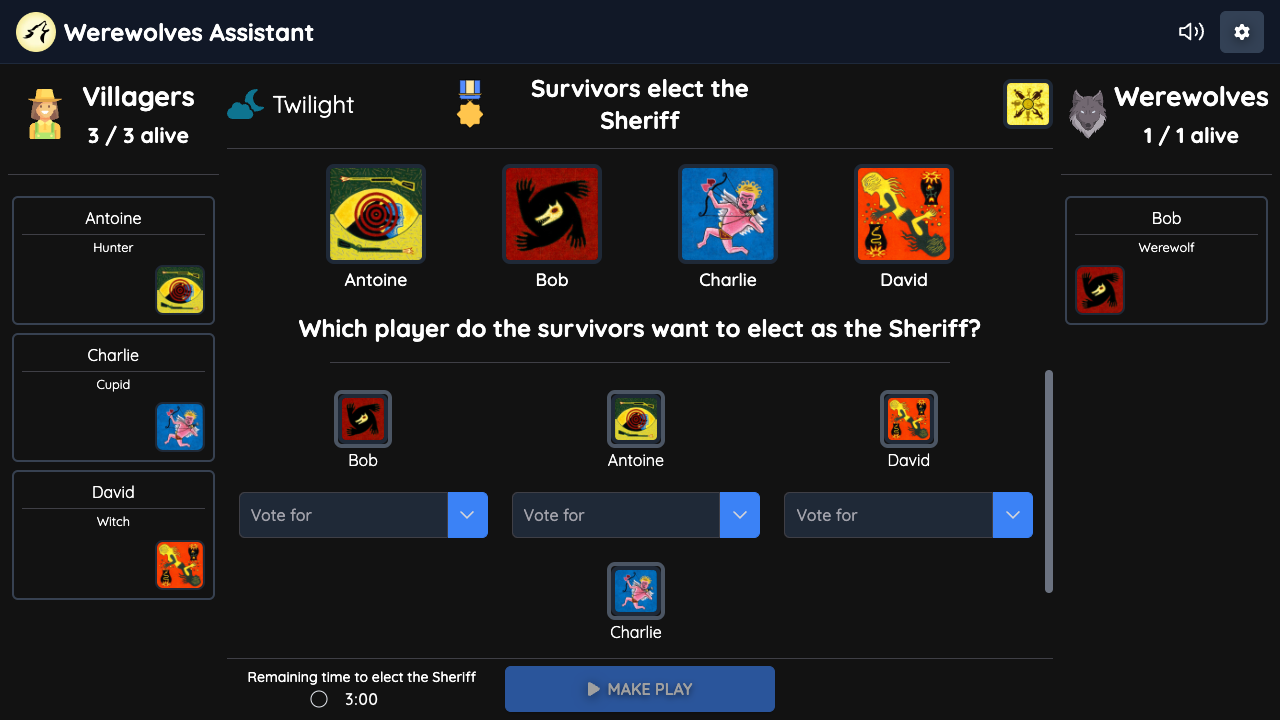 Werewolves Assistant
Villagers
3 / 3 alive
Twilight
Survivors elect the
Sheriff
Werewolves
1 / 1 alive
Antoine
Hunter
Charlie
Cupid
David
Witch
Antoine
Bob
Charlie
David
Which player do the survivors want to elect as the Sheriff?
Bob
Antoine
David
Vote for
Vote for
Vote for
Charlie
Remaining time to elect the Sheriff
3:00
MAKE PLAY
Bob
Werewolf